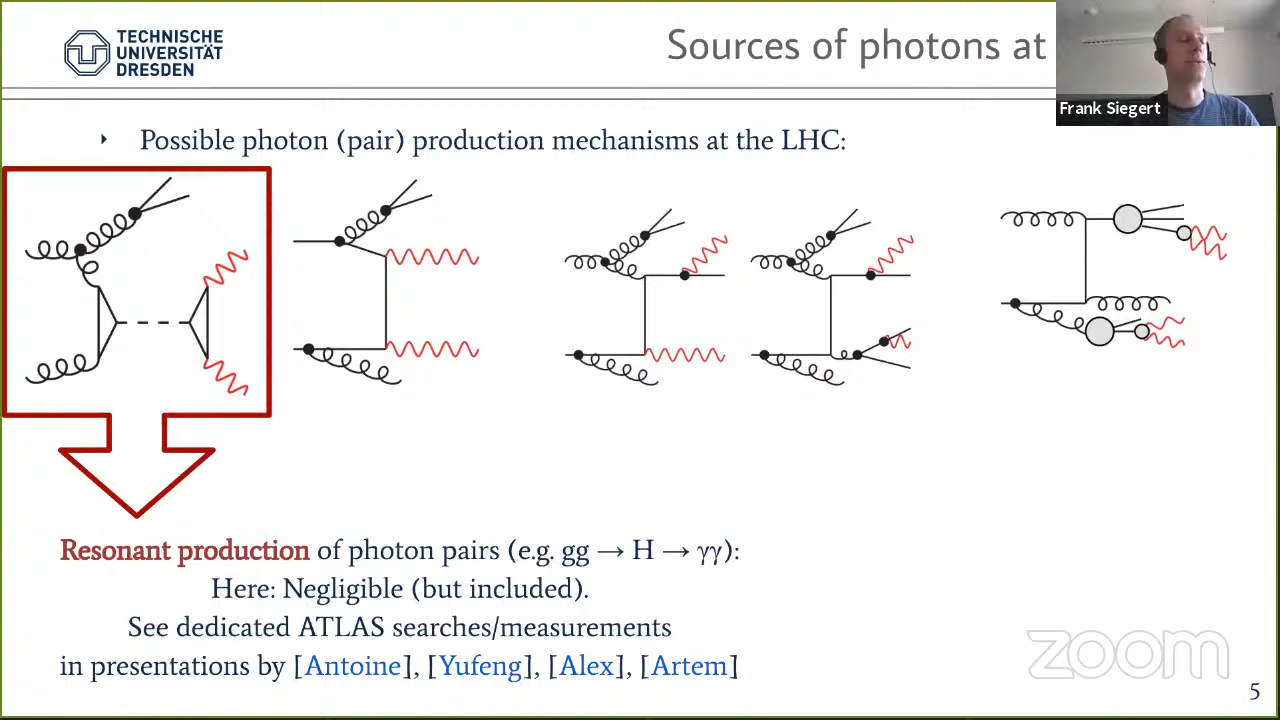 TECHNISCHE
UNIVERSITÄT
DRESDEN
Sources of photons at
Frank Siegert
‣ Possible photon (pair) production mechanisms at the LHC:
Resonant production of photon pairs (e.g. gg → H → γγ):
Here: Negligible (but included).
See dedicated ATLAS searches/measurements
in presentations by [Antoine], [Yufeng], [Alex], [Artem]
zoom
5